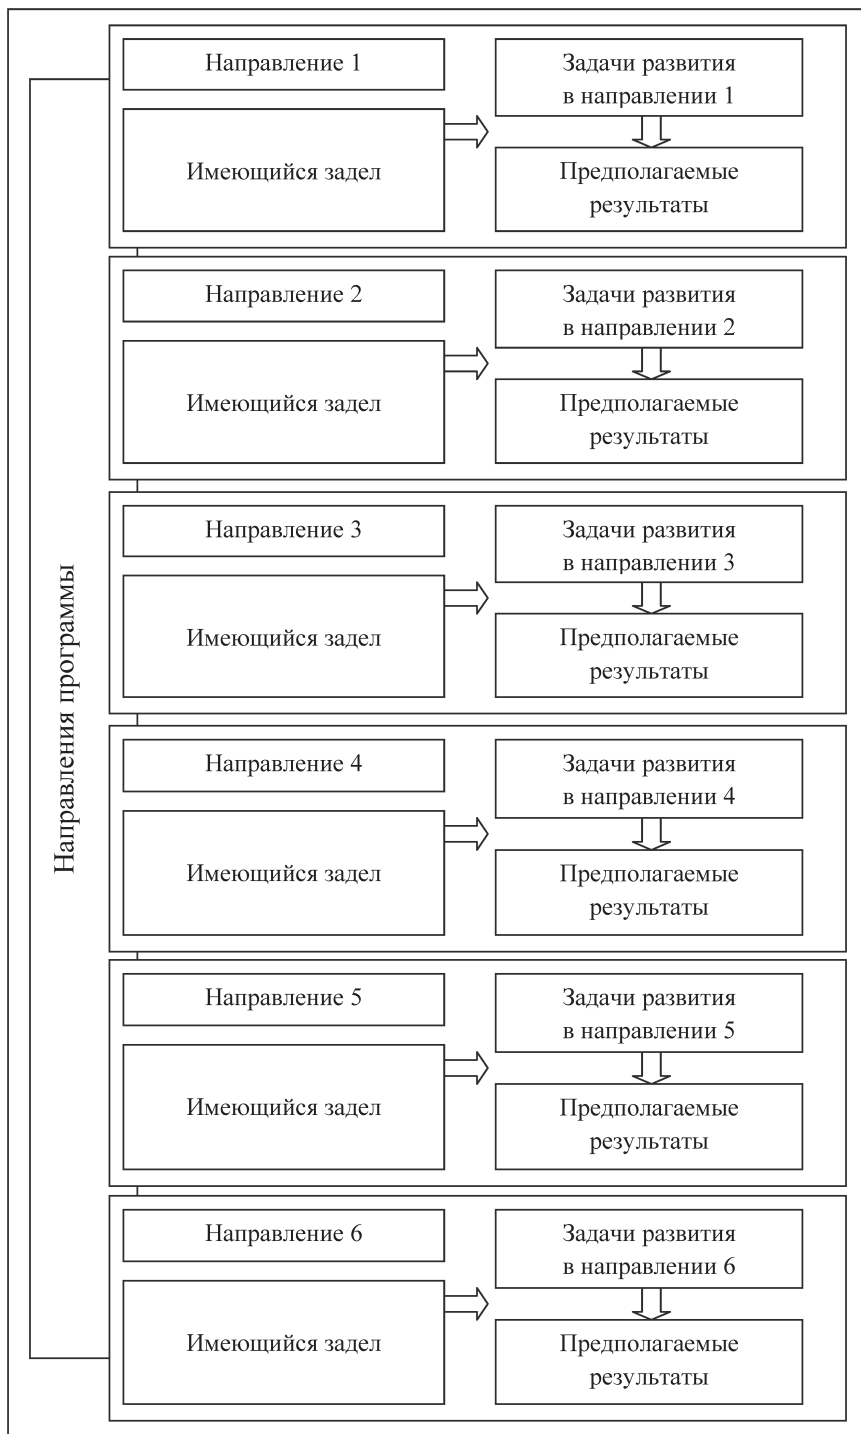 Направления программы
Направление 1
Имеющийся задел
Задачи развития
в направлении 1
Предполагаемые
результаты
Направление 2
Имеющийся задел
Задачи развития
в направлении 2
Предполагаемые
результаты
Направление 3
Имеющийся задел
Задачи развития
в направлении 3
Предполагаемые
результаты
Направление 4
Имеющийся задел
Задачи развития
в направлении 4
Предполагаемые
результаты
Направление 5
Имеющийся задел
Задачи развития
в направлении 5
Предполагаемые
результаты
Направление 6
Имеющийся задел
Задачи развития
в направлении 6
Предполагаемые
результаты